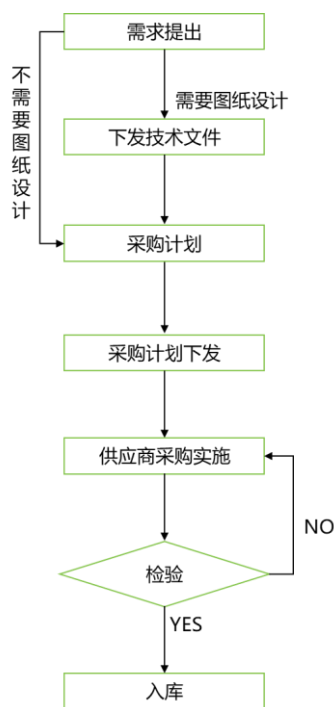 需求提出
不需要图纸设计
需要图纸设计
下发技术文件
采购计划
采购计划下发
供应商采购实施
NO
检验
YES
入库